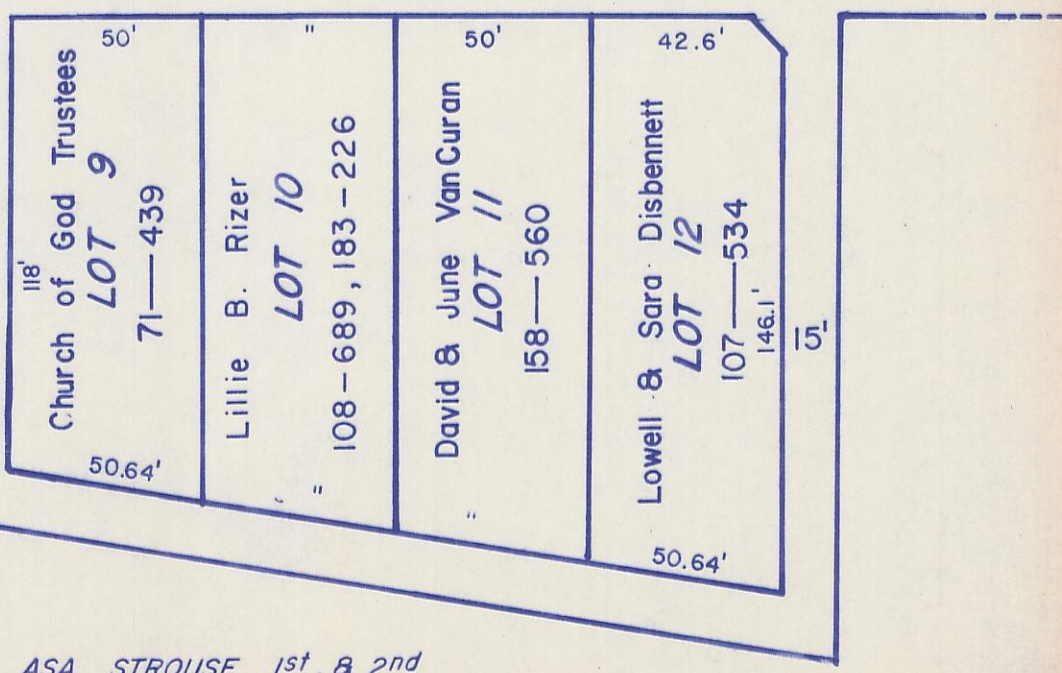 50'
118'
Church of God Trustees
LOT 9
71—439
50.64'
"
Lillie B. Rizer
LOT 10
108-689, 183-226
"
50'
David & June VanCuran
LOT 11
158—560
"
42.6'
Lowell & Sara Disbennett
LOT 12
107—534
146.1'
50.64'
15'
ASA STROUSE 1st & 2nd